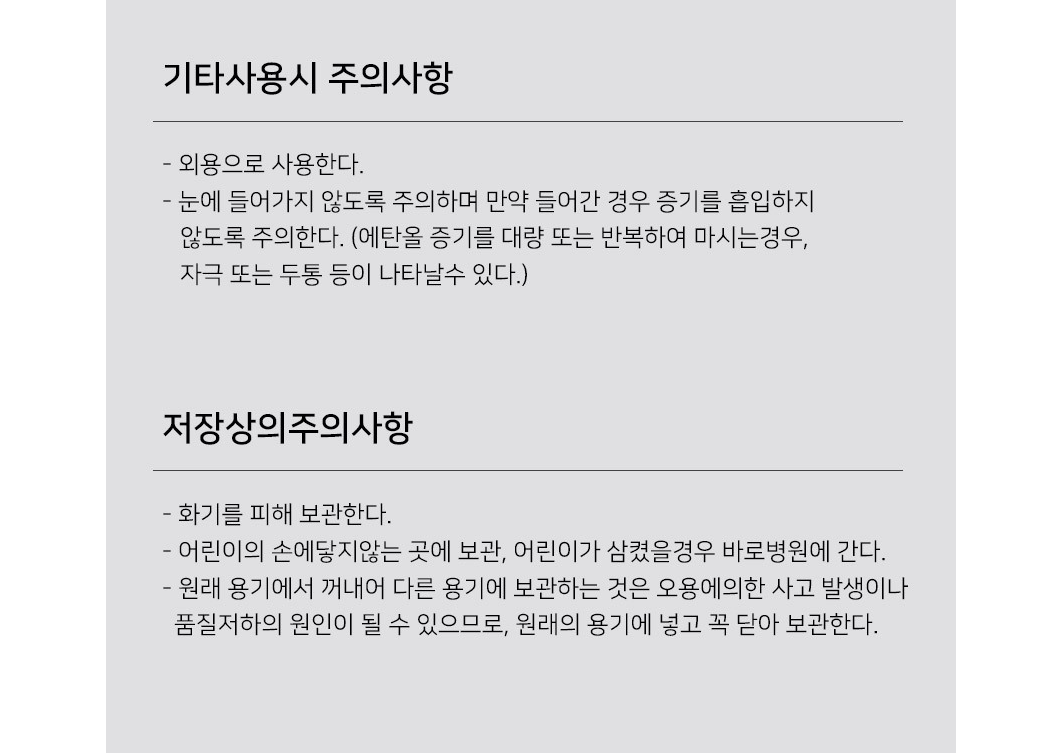 기타사용시 주의사항
- 외용으로 사용한다.
- 눈에 들어가지 않도록 주의하며 만약 들어간 경우 증기를 흡입하지
않도록 주의한다. (에탄올 증기를 대량 또는 반복하여 마시는경우,
자극 또는 두통 등이 나타날수 있다.)
저장상의주의사항
- 화기를 피해 보관한다.
- 어린이의 손에닿지않는 곳에 보관, 어린이가 삼켰을경우 바로병원에 간다.
- 원래 용기에서 꺼내어 다른 용기에 보관하는 것은 오용에의한 사고 발생이나
품질저하의 원인이 될 수 있으므로, 원래의 용기에 넣고 꼭 닫아 보관한다.